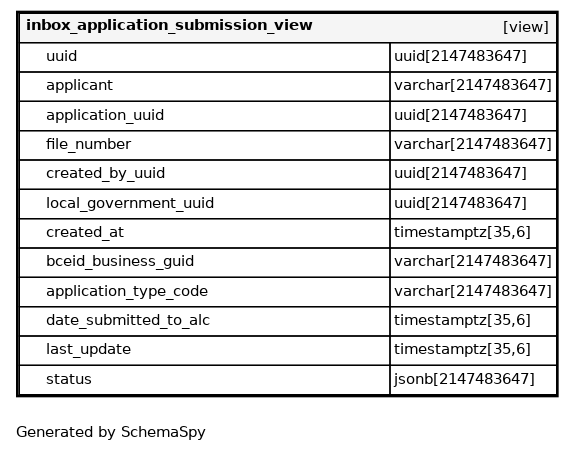 inbox_application_submission_view [view]
uuid uuid[2147483647]
applicant varchar[2147483647]
application_uuid uuid[2147483647]
file_number varchar[2147483647]
created_by_uuid uuid[2147483647]
local_government_uuid uuid[2147483647]
created_at timestamptz[35,6]
bceid_business_guid varchar[2147483647]
application_type_code varchar[2147483647]
date_submitted_to_alc timestamptz[35,6]
last_update timestamptz[35,6]
status jsonb[2147483647]
Generated by SchemaSpy